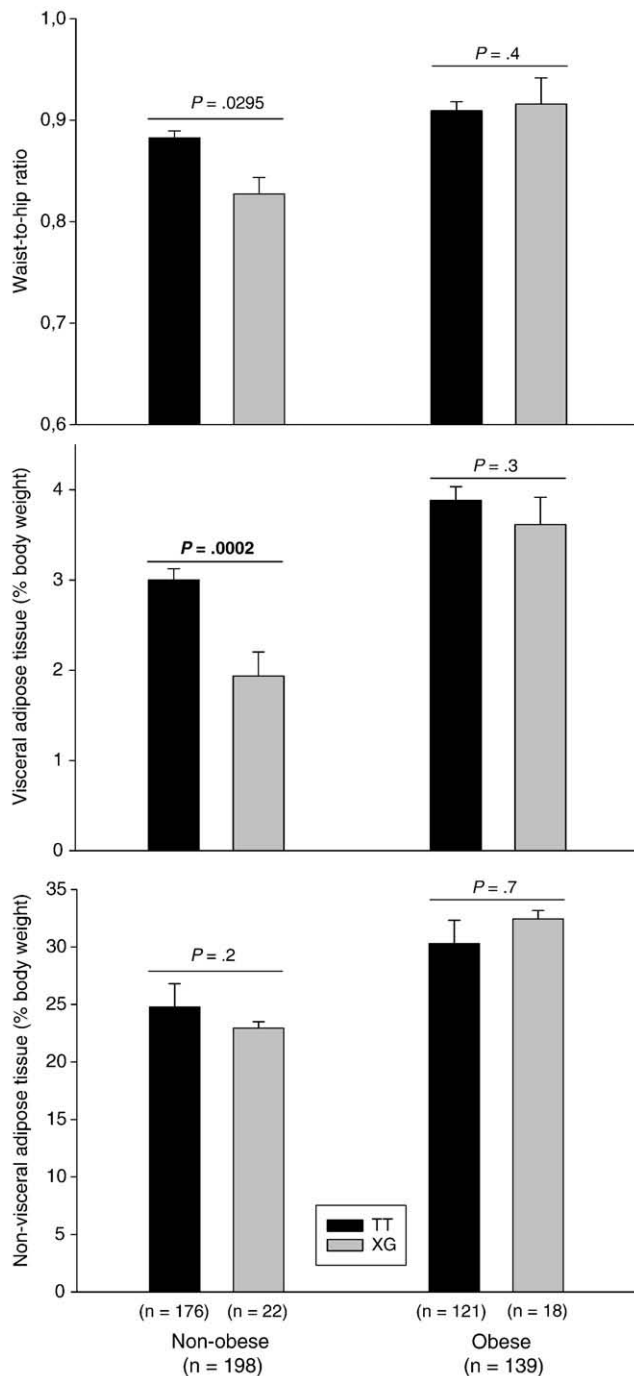 1,0
P = .4
P = .0295
0,9
0,8
0,7
0,6
Waist-to-hip ratio
P = .3
4
P = .0002
3
2
1
0
Visceral adipose tissue (% body weight)
35
P = .7
30
P = .2
25
20
15
10
5
0
Non-visceral adipose tissue (% body weight)
TT
XG
(n = 176) (n = 22) (n = 121) (n = 18)
Non-obese Obese
(n = 198) (n = 139)